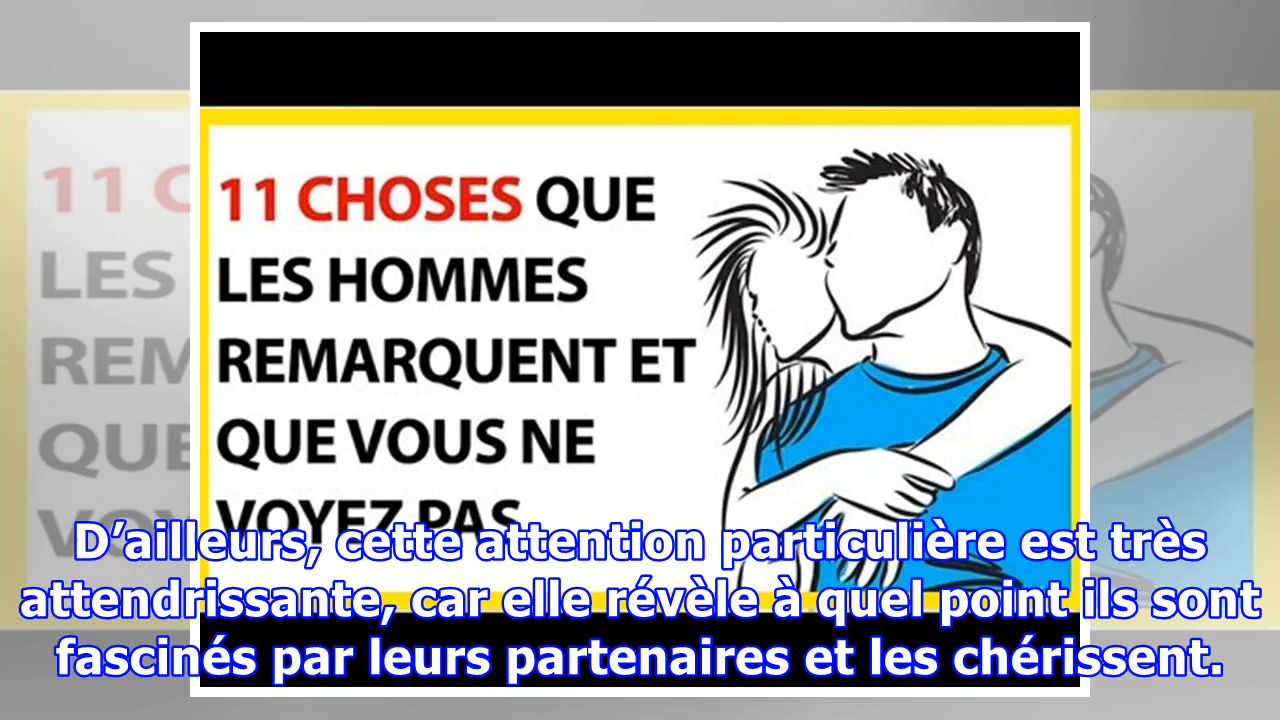 11 CHOSES QUE
LES HOMMES
REMARQUENT ET
QUE VOUS NE
VOYEZ PAS
D’ailleurs, cette attention particulière est très
attendrissante, car elle révèle à quel point ils sont
fascinés par leurs partenaires et les chérissent.